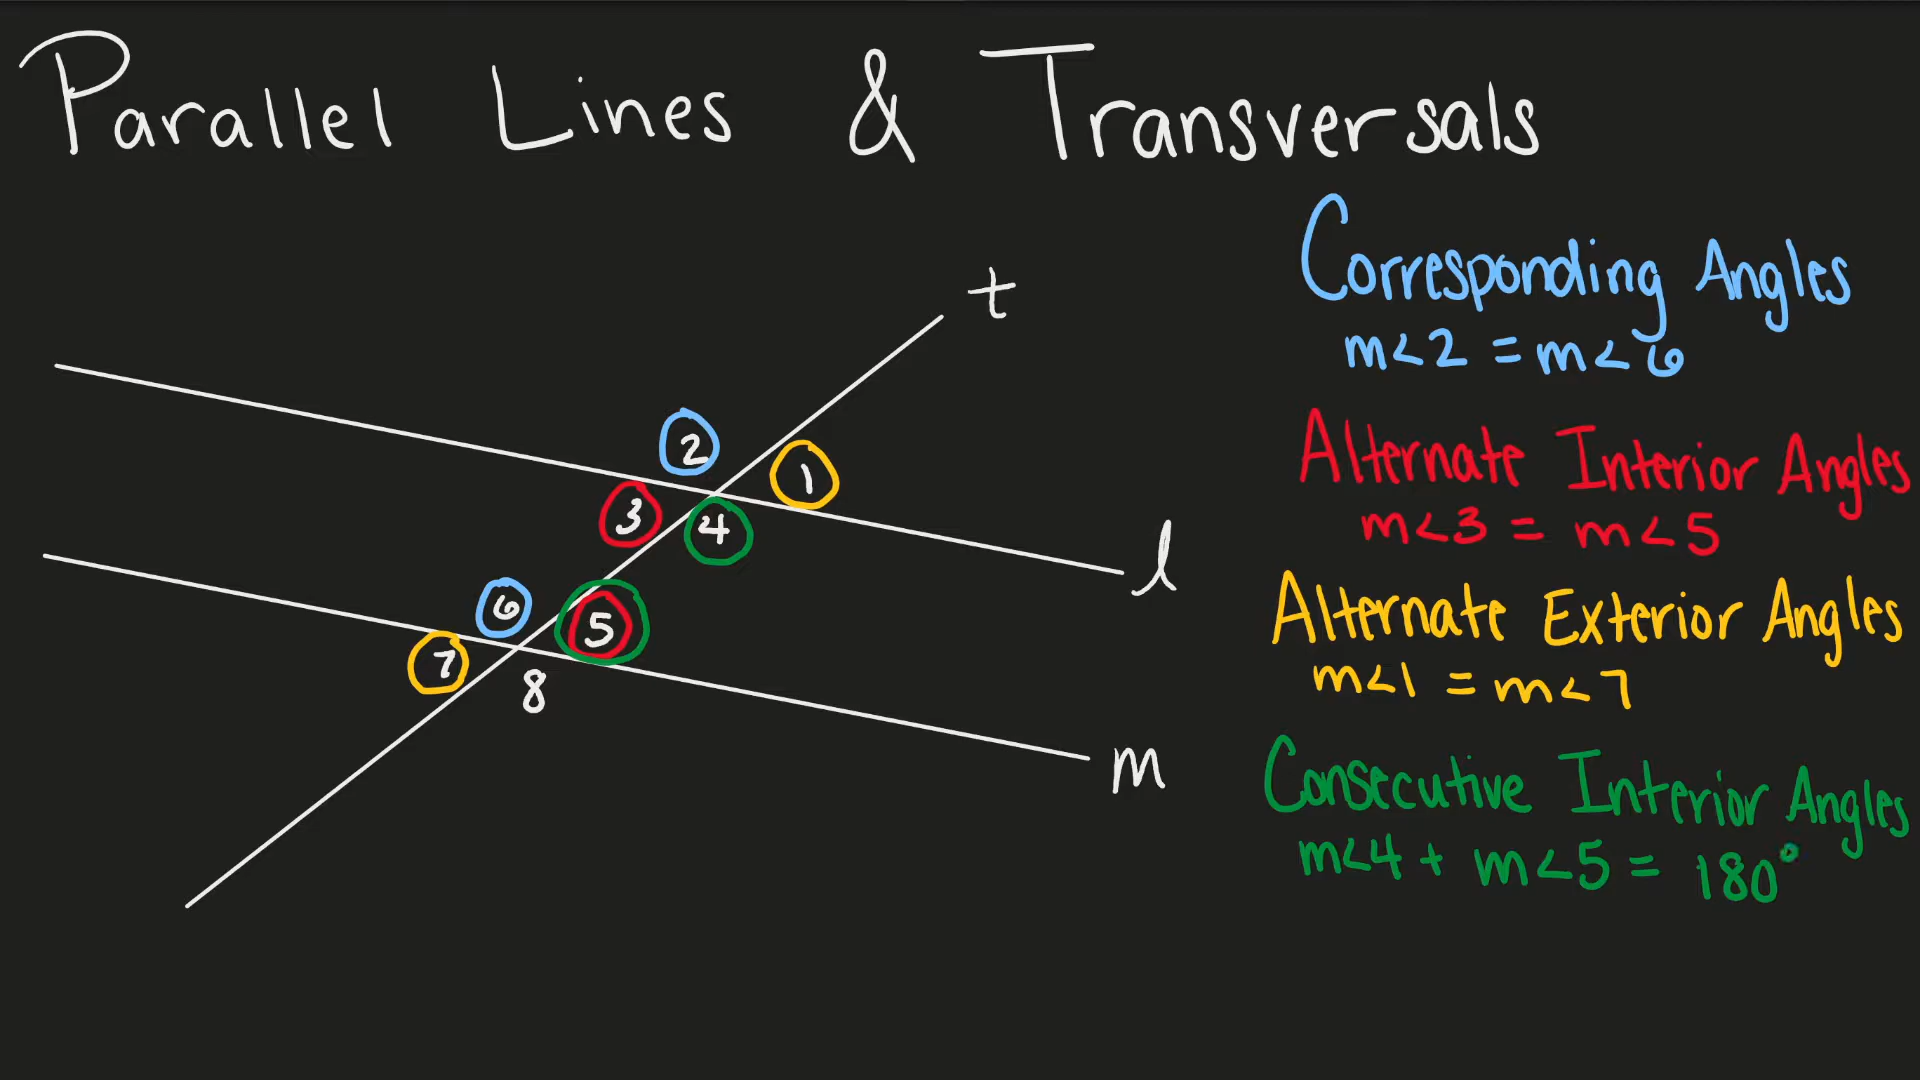 Parallel Lines & Transversals
t
Corresponding Angles
m<2 = m<6
2
1
Alternate Interior Angles
m<3 = m<5
3
4
l
Alternate Exterior Angles
m<1 = m<7
6
5
7
8
m
Consecutive Interior Angles
m<4 + m<5 = 180°